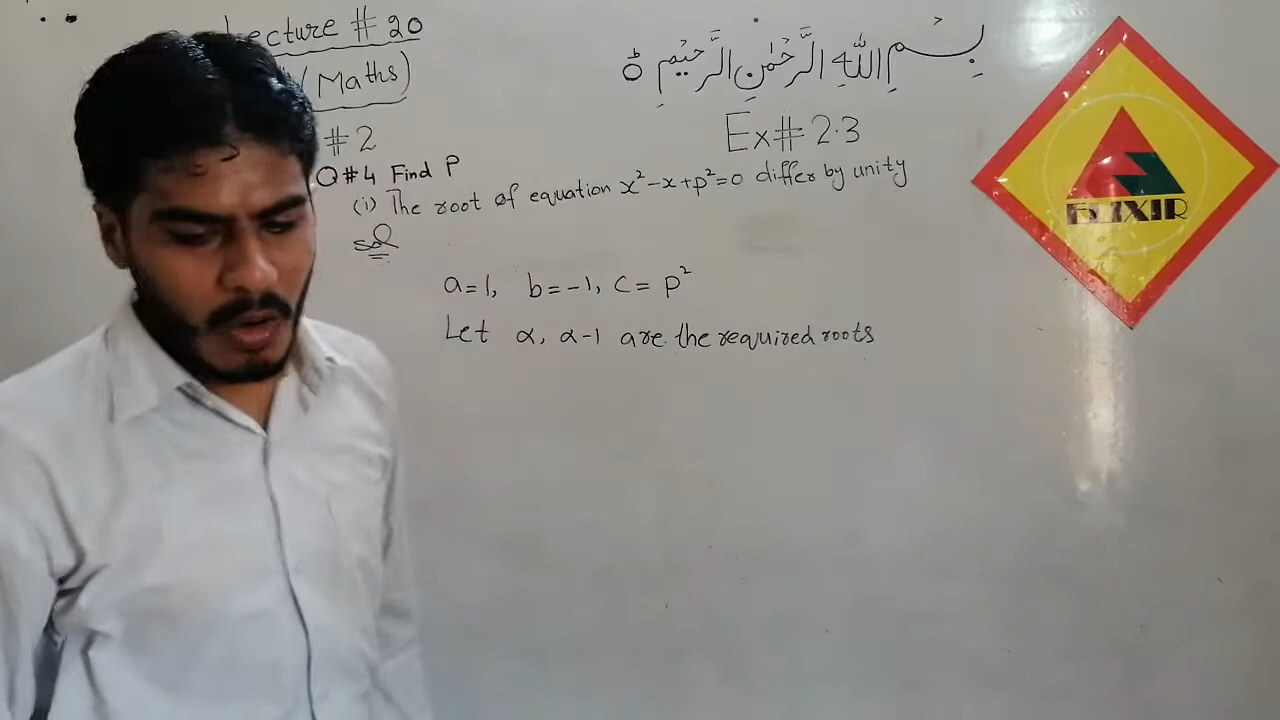 Lecture # 20
(Maths)
# 2
بِسْمِ اللّٰهِ الرَّحْمٰنِ الرَّحِيْمِ
Ex# 2.3
Q#4 Find P
(i) The root of equation x²-x+p²=0 differ by unity
Sol
a=1, b=-1, c= p²
Let α, α-1 are the required roots
ELIXIR